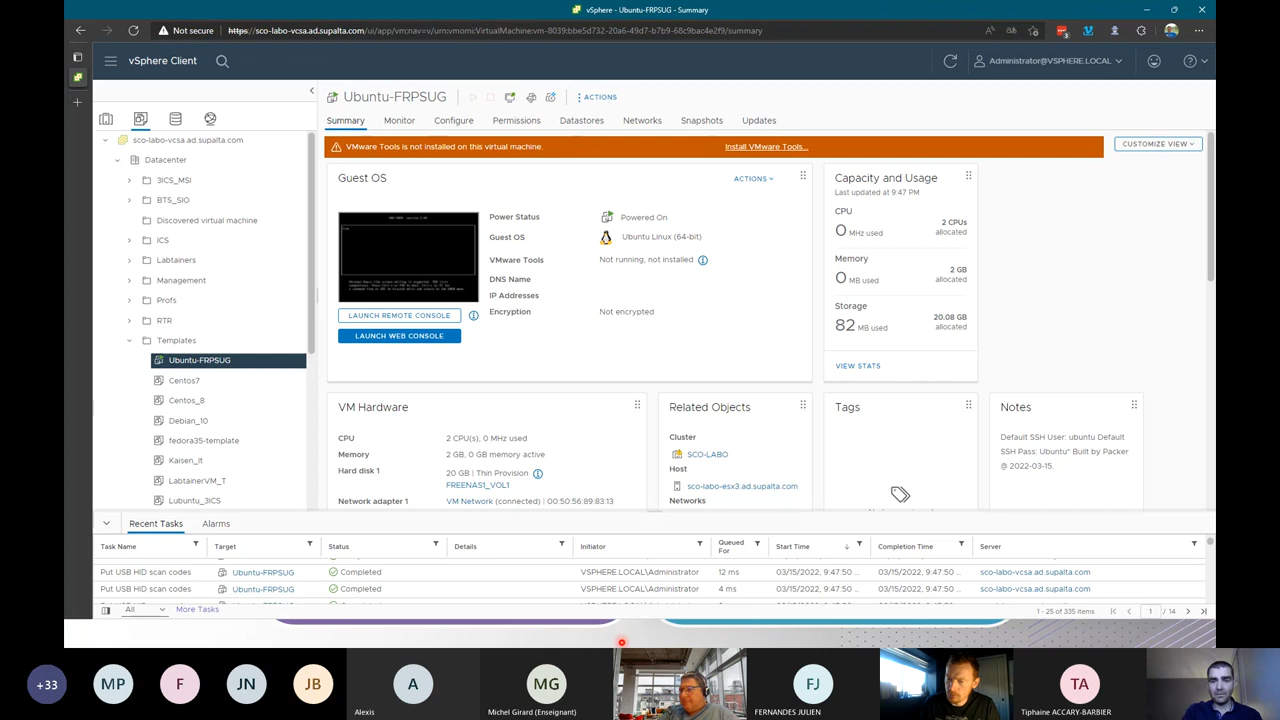 vSphere - Ubuntu-FRPSUG - Summary
Not secure https://sco-labo-vcsa.ad.supalta.com/ui/app/vm;nav=v/urn:vmomi:VirtualMachine:vm-8039:bbe5d732-20a6-49d7-b7b9-68c9bac4e2f9/summary
vSphere Client
Administrator@VSPHERE.LOCAL
Ubuntu-FRPSUG
ACTIONS
Summary Monitor Configure Permissions Datastores Networks Snapshots Updates
sco-labo-vcsa.ad.supalta.com
Datacenter
3ICS_MSI
BTS_SIO
Discovered virtual machine
ICS
Labtainers
Management
Profs
RTR
Templates
Ubuntu-FRPSUG
Centos7
Centos_8
Debian_10
fedora35-template
Kaisen_lt
LabtainerVM_T
Lubuntu_3ICS
VMware Tools is not installed on this virtual machine. Install VMware Tools...
CUSTOMIZE VIEW
Guest OS
ACTIONS
LAUNCH REMOTE CONSOLE
LAUNCH WEB CONSOLE
Power Status Powered On
Guest OS Ubuntu Linux (64-bit)
VMware Tools Not running, not installed
DNS Name
IP Addresses
Encryption Not encrypted
Capacity and Usage
Last updated at 9:47 PM
CPU
0 MHz used 2 CPUs allocated
Memory
0 MB used 2 GB allocated
Storage
82 MB used 20.08 GB allocated
VIEW STATS
VM Hardware
CPU 2 CPU(s), 0 MHz used
Memory 2 GB, 0 GB memory active
Hard disk 1 20 GB | Thin Provision
FREENAS1_VOL1
Network adapter 1 VM Network (connected) | 00:50:56:89:83:13
Related Objects
Cluster
SCO-LABO
Host
sco-labo-esx3.ad.supalta.com
Networks
Tags
Notes
Default SSH User: ubuntu Default
SSH Pass: Ubuntu" Built by Packer
@ 2022-03-15.
Recent Tasks Alarms
Task Name Target Status Details Initiator Queued For Start Time Completion Time Server
Put USB HID scan codes Ubuntu-FRPSUG Completed VSPHERE.LOCAL\Administrator 12 ms 03/15/2022, 9:47:50 ... 03/15/2022, 9:47:50 ... sco-labo-vcsa.ad.supalta.com
Put USB HID scan codes Ubuntu-FRPSUG Completed VSPHERE.LOCAL\Administrator 4 ms 03/15/2022, 9:47:50 ... 03/15/2022, 9:47:50 ... sco-labo-vcsa.ad.supalta.com
All More Tasks 1 - 25 of 335 items 1 / 14
+33 MP F JN JB A MG FJ TA
Alexis Michel Girard (Enseignant) FERNANDES JULIEN Tiphaine ACCARY-BARBIER